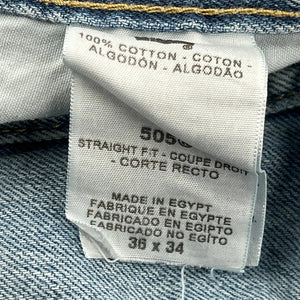 100% COTTON - COTON -
ALGODÓN - ALGODÃO
505®
STRAIGHT FIT - COUPE DROIT
- CORTE RECTO
MADE IN EGYPT
FABRIQUE EN EGYPTE
FABRICADO EN EGIPTO
FABRICADO NO EGÍTO
36 x 34